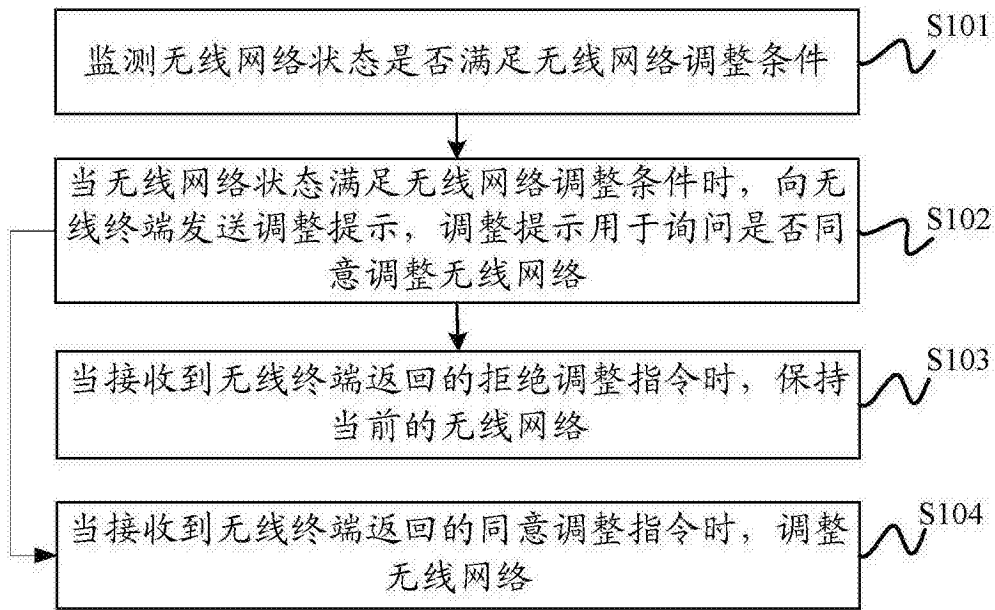 监测无线网络状态是否满足无线网络调整条件
S101
当无线网络状态满足无线网络调整条件时，向无
线终端发送调整提示，调整提示用于询问是否同
意调整无线网络
S102
当接收到无线终端返回的拒绝调整指令时，保持
当前的无线网络
S103
当接收到无线终端返回的同意调整指令时，调整
无线网络
S104